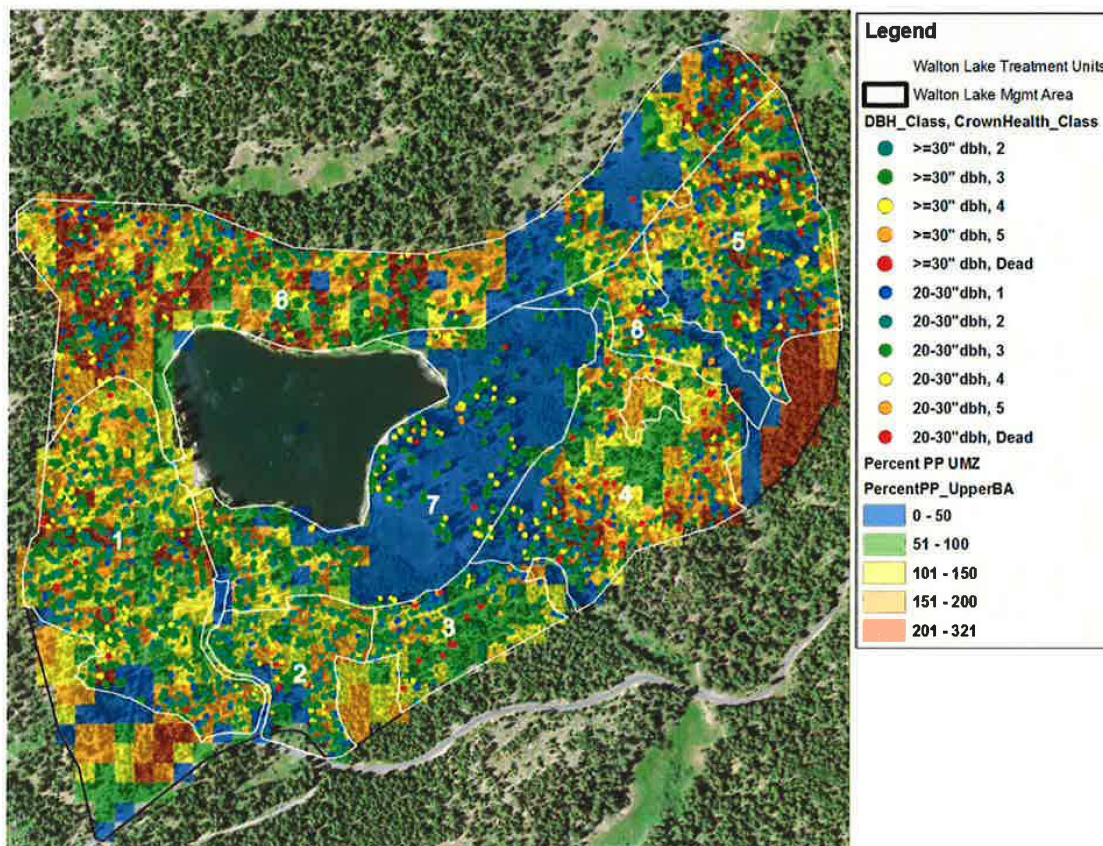 Legend
Walton Lake Treatment Units
Walton Lake Mgmt Area
DBH_Class, CrownHealth_Class
>=30" dbh, 2
>=30" dbh, 3
>=30" dbh, 4
>=30" dbh, 5
>=30" dbh, Dead
20-30"dbh, 1
20-30"dbh, 2
20-30"dbh, 3
20-30"dbh, 4
20-30"dbh, 5
20-30"dbh, Dead
Percent PP UMZ
PercentPP_UpperBA
0 - 50
51 - 100
101 - 150
151 - 200
201 - 321
5
8
6
4
7
1
3
2